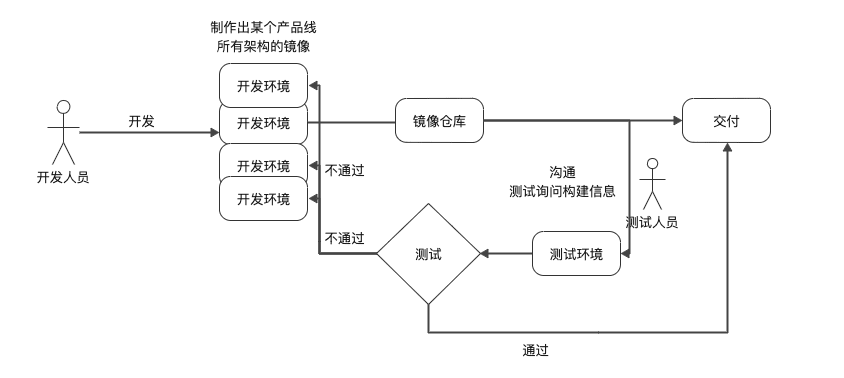 制作出某个产品线
所有架构的镜像
开发环境
开发
开发环境
镜像仓库
交付
开发环境
不通过
沟通
开发人员
测试询问构建信息
开发环境
测试人员
不通过
测试
测试环境
通过